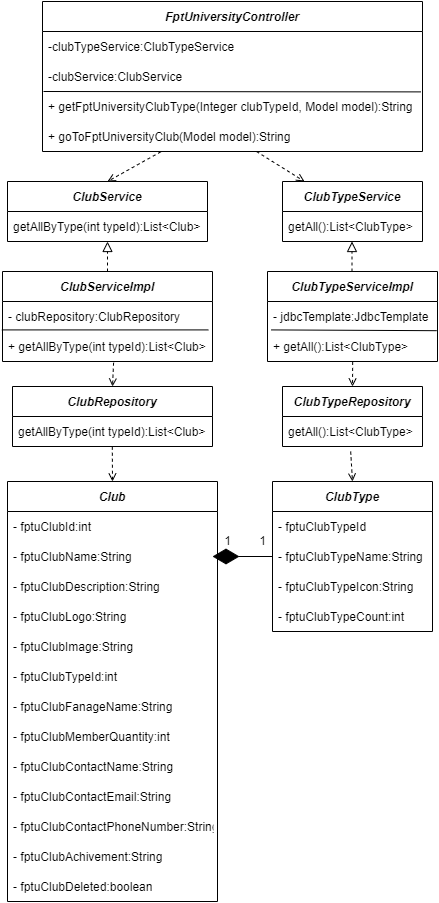 FptUniversityController
-clubTypeService:ClubTypeService
-clubService:ClubService
+ getFptUniversityClubType(Integer clubTypeId, Model model):String
+ goToFptUniversityClub(Model model):String
ClubService
getAllByType(int typeId):List<Club>
ClubTypeService
getAll():List<ClubType>
ClubServiceImpl
- clubRepository:ClubRepository
+ getAllByType(int typeId):List<Club>
ClubTypeServiceImpl
- jdbcTemplate:JdbcTemplate
+ getAll():List<ClubType>
ClubRepository
getAllByType(int typeId):List<Club>
ClubTypeRepository
getAll():List<ClubType>
Club
- fptuClubId:int
- fptuClubName:String
- fptuClubDescription:String
- fptuClubLogo:String
- fptuClubImage:String
- fptuClubTypeId:int
- fptuClubFanageName:String
- fptuClubMemberQuantity:int
- fptuClubContactName:String
- fptuClubContactEmail:String
- fptuClubContactPhoneNumber:String
- fptuClubAchivement:String
- fptuClubDeleted:boolean
1
1
ClubType
- fptuClubTypeId
- fptuClubTypeName:String
- fptuClubTypeIcon:String
- fptuClubTypeCount:int